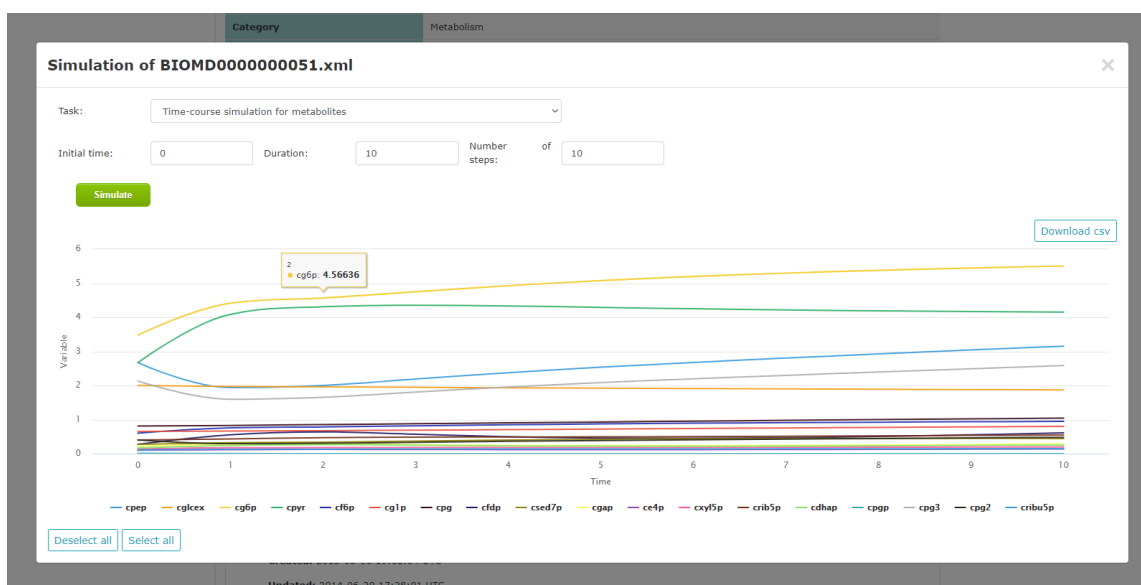 Category Metabolism
Simulation of BIOMD0000000051.xml
×
Task: Time-course simulation for metabolites
Initial time: 0 Duration: 10 Number of steps: 10
Simulate
Download csv
6
5
4
3
2
1
0
Variable
2
cg6p: 4.56636
0 1 2 3 4 5 6 7 8 9 10
Time
cpep cglcex cg6p cpyr cf6p cg1p cpg cfdp csed7p cgap ce4p cxyl5p crib5p cdhap cpgp cpg3 cpg2 cribu5p
Deselect all Select all